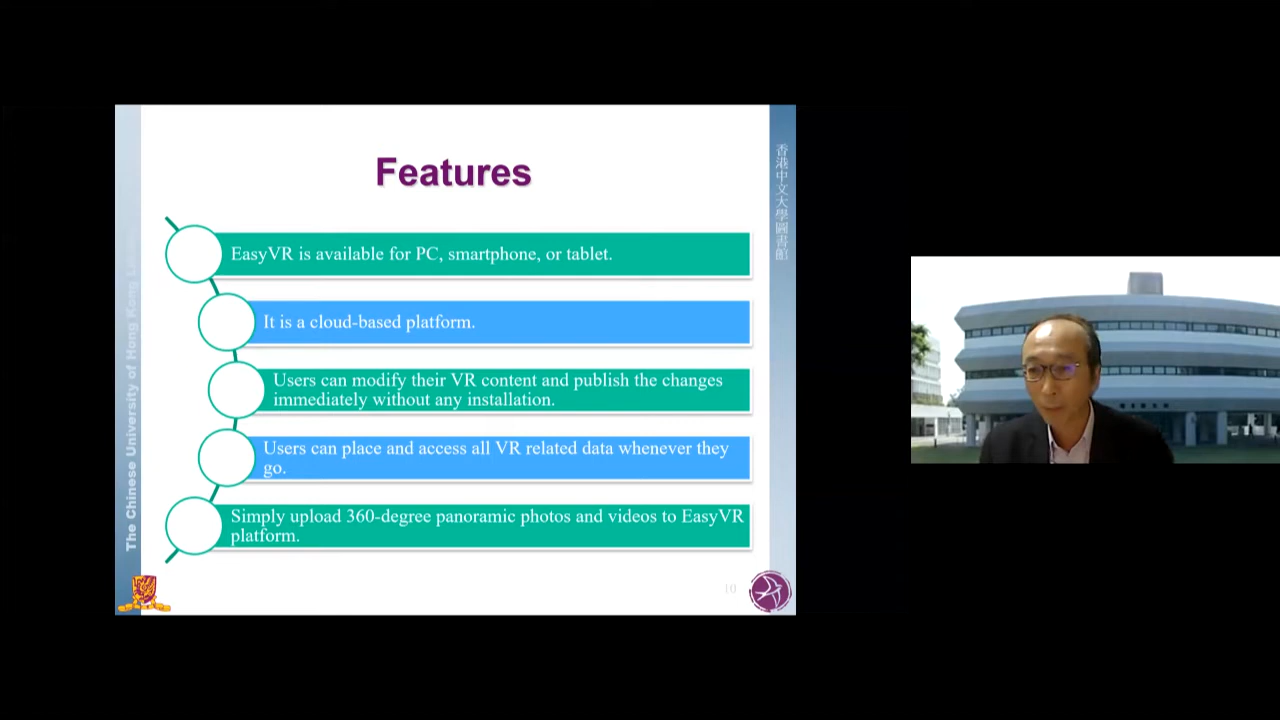 Features
EasyVR is available for PC, smartphone, or tablet.
It is a cloud-based platform.
Users can modify their VR content and publish the changes
immediately without any installation.
Users can place and access all VR related data whenever they
go.
Simply upload 360-degree panoramic photos and videos to EasyVR
platform.
10
The Chinese University of Hong Kong
香港中文大學圖書館